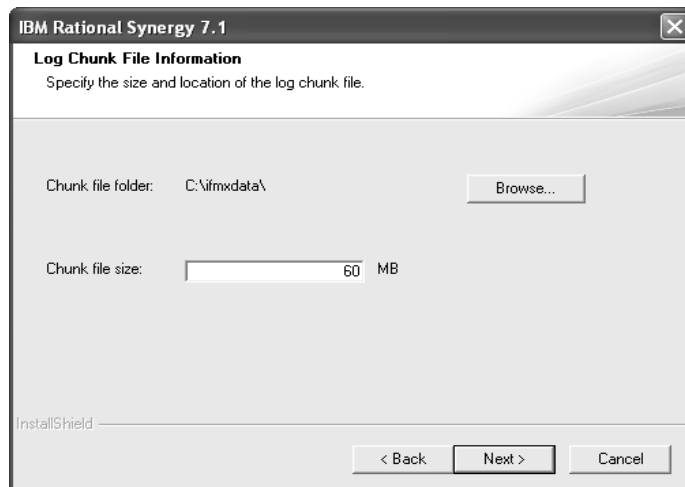 IBM Rational Synergy 7.1
Log Chunk File Information
Specify the size and location of the log chunk file.
Chunk file folder: C:\ifmxdata\ Browse...
Chunk file size: 60 MB
InstallShield
< Back Next > Cancel